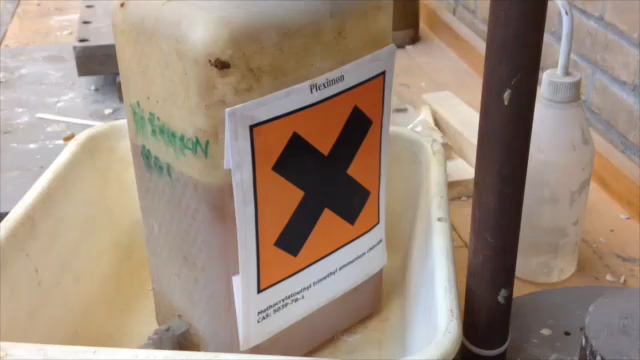 Pleximon
Methacrylatoethyl trimethyl ammonium chloride
CAS: 5039-78-1